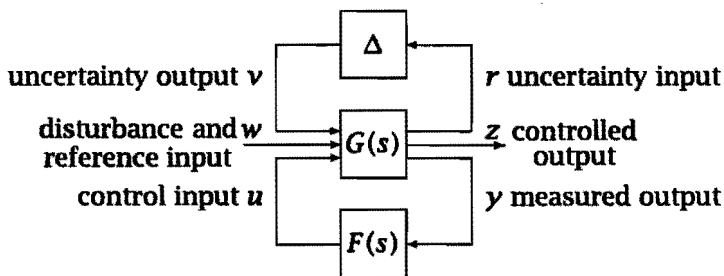 Δ
uncertainty output v
r uncertainty input
disturbance and w
reference input
G(s)
z controlled
output
control input u
y measured output
F(s)